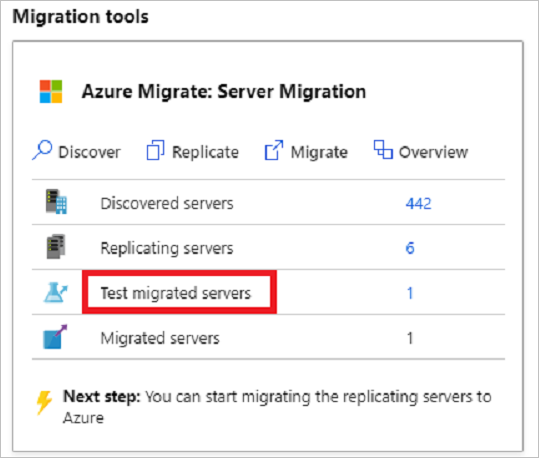 Migration tools
Azure Migrate: Server Migration
Discover Replicate Migrate Overview
Discovered servers 442
Replicating servers 6
Test migrated servers 1
Migrated servers 1
Next step: You can start migrating the replicating servers to
Azure